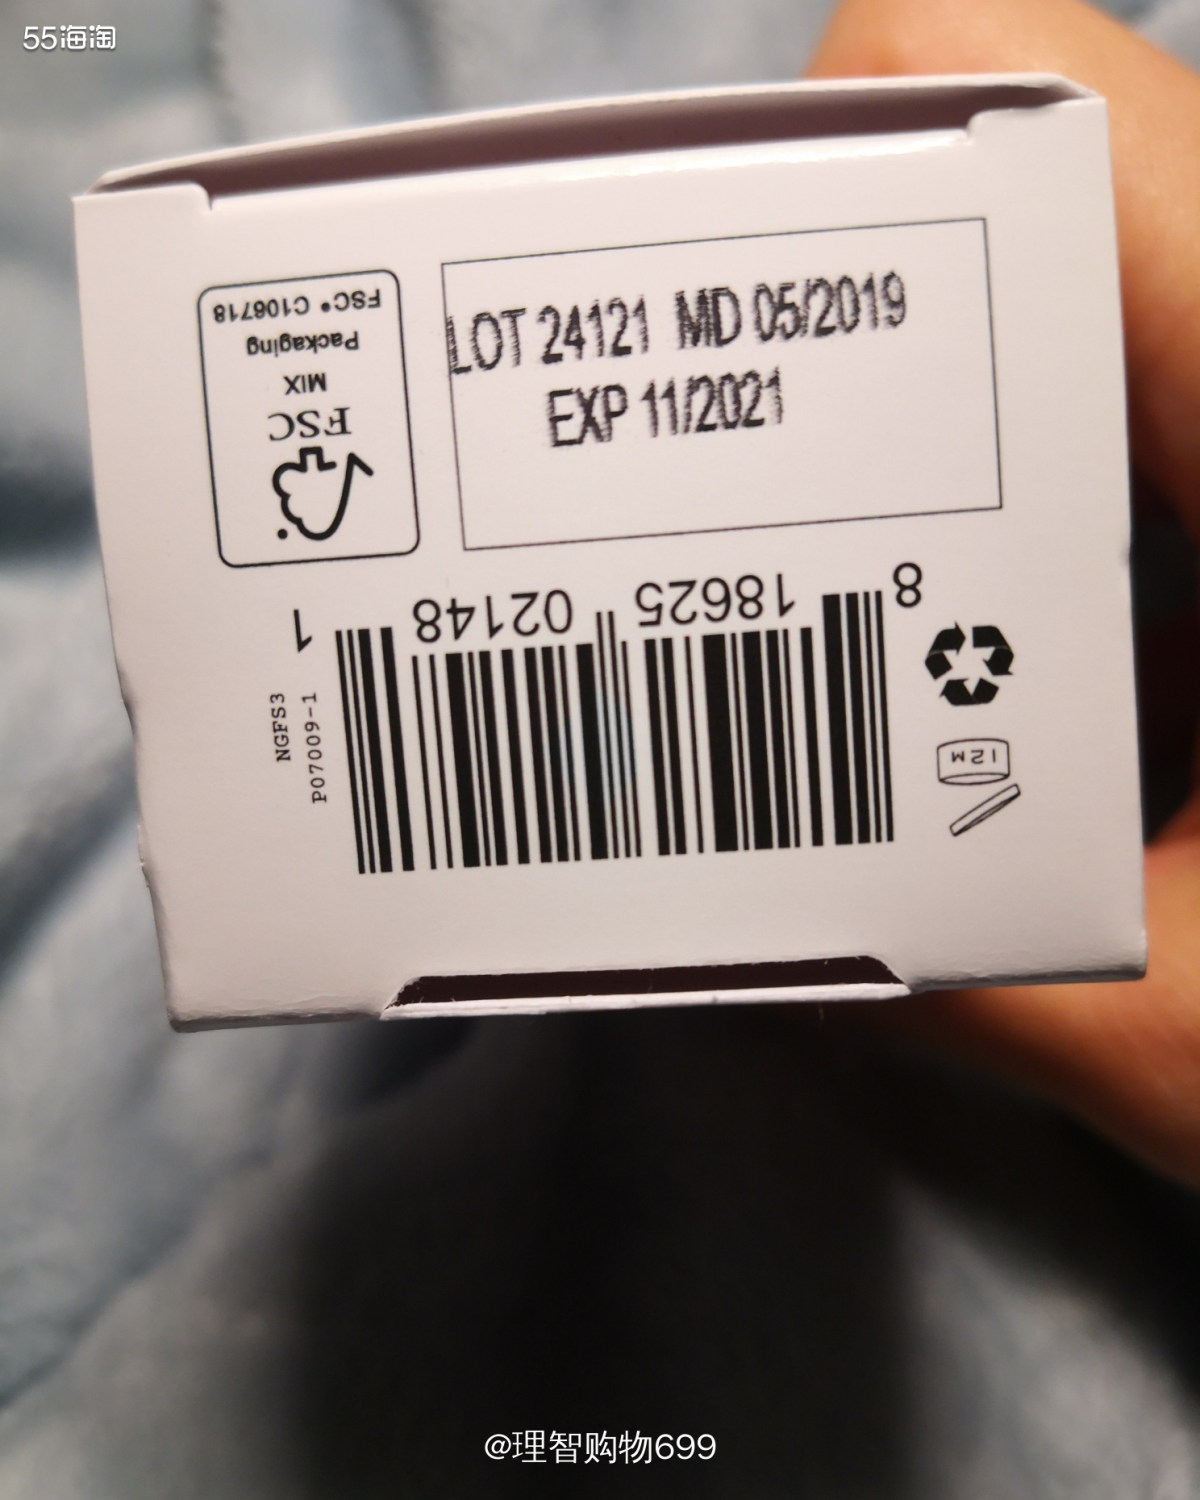 55海淘
LOT 24121 MD 05/2019
EXP 11/2021
FSC
MIX
Packaging
FSC® C106718
8 18625 02148 1
12M
NGFS3
P07009-1
@理智购物699